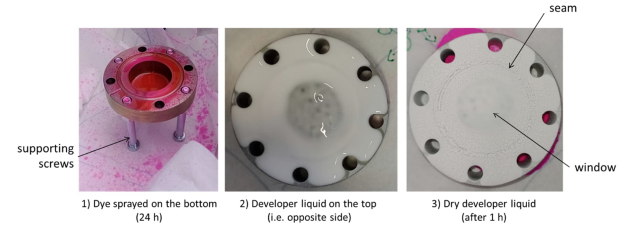 seam
supporting
screws
window
1) Dye sprayed on the bottom
(24 h)
2) Developer liquid on the top
(i.e. opposite side)
3) Dry developer liquid
(after 1 h)